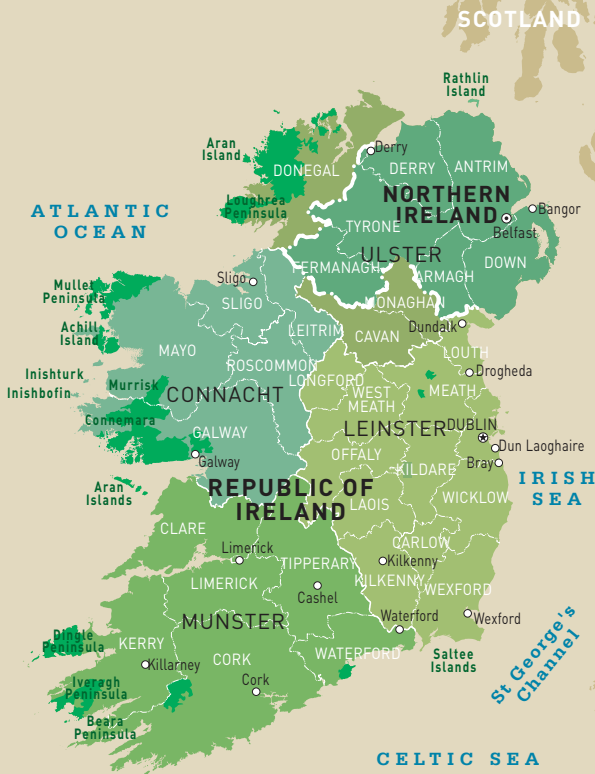 SCOTLAND
Rathlin
Island
Derry
Aran
Island
DONEGAL
DERRY
ANTRIM
NORTHERN
IRELAND
Loughrea
Peninsula
Bangor
ATLANTIC
OCEAN
TYRONE
Belfast
ULSTER
FERMANAGH
ARMAGH
DOWN
Sligo
Mullet
Peninsula
SLIGO
MONAGHAN
Dundalk
Achill
Island
LEITRIM
CAVAN
MAYO
LOUTH
ROSCOMMON
Drogheda
Inishturk
LONGFORD
Inishbofin
Murrisk
CONNACHT
WEST
MEATH
MEATH
Connemara
GALWAY
LEINSTER
DUBLIN
Dun Laoghaire
OFFALY
Galway
Bray
KILDARE
IRISH
SEA
Aran
Islands
REPUBLIC OF
IRELAND
WICKLOW
LAOIS
CLARE
Limerick
CARLOW
TIPPERARY
Kilkenny
LIMERICK
KILKENNY
WEXFORD
Cashel
MUNSTER
Waterford
Wexford
Dingle
Peninsula
KERRY
WATERFORD
Saltee
Islands
St George's
Channel
Killarney
CORK
Iveragh
Peninsula
Cork
Beara
Peninsula
CELTIC SEA